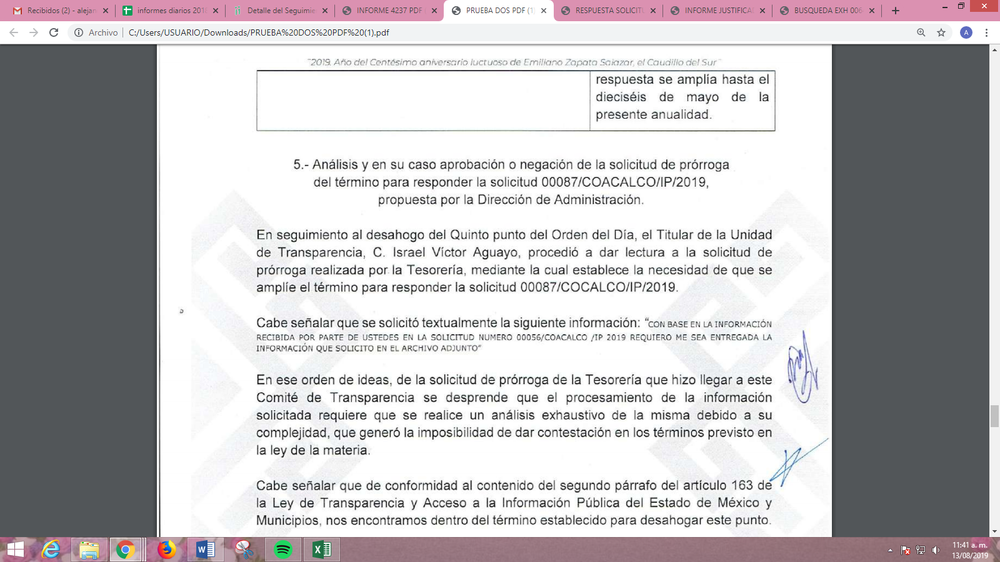 Recibidos (2) - alejan
informes diarios 2018
Detalle del Seguimie
INFORME 4237 PDF (
PRUEBA DOS PDF (1)
RESPUESTA SOLICITU
INFORME JUSTIFICA
BUSQUEDA EXH 006
Archivo
C:/Users/USUARIO/Downloads/PRUEBA%20DOS%20PDF%20(1).pdf
A
"2019. Año del Centésimo aniversario luctuoso de Emiliano Zapata Salazar, el Caudillo del Sur"
respuesta se amplía hasta el
dieciséis de mayo de la
presente anualidad.
5.- Análisis y en su caso aprobación o negación de la solicitud de prórroga
del término para responder la solicitud 00087/COACALCO/IP/2019,
propuesta por la Dirección de Administración.
En seguimiento al desahogo del Quinto punto del Orden del Día, el Titular de la Unidad
de Transparencia, C. Israel Víctor Aguayo, procedió a dar lectura a la solicitud de
prórroga realizada por la Tesorería, mediante la cual establece la necesidad de que se
amplíe el término para responder la solicitud 00087/COCALCO/IP/2019.
Cabe señalar que se solicitó textualmente la siguiente información: "CON BASE EN LA INFORMACIÓN
RECIBIDA POR PARTE DE USTEDES EN LA SOLICITUD NUMERO 00056/COACALCO /IP 2019 REQUIERO ME SEA ENTREGADA LA
INFORMACIÓN QUE SOLICITO EN EL ARCHIVO ADJUNTO"
En ese orden de ideas, de la solicitud de prórroga de la Tesorería que hizo llegar a este
Comité de Transparencia se desprende que el procesamiento de la información
solicitada requiere que se realice un análisis exhaustivo de la misma debido a su
complejidad, que generó la imposibilidad de dar contestación en los términos previsto en
la ley de la materia.
Cabe señalar que de conformidad al contenido del segundo párrafo del artículo 163 de
la Ley de Transparencia y Acceso a la Información Pública del Estado de México y
Municipios, nos encontramos dentro del término establecido para desahogar este punto.
11:41 a. m.
13/08/2019